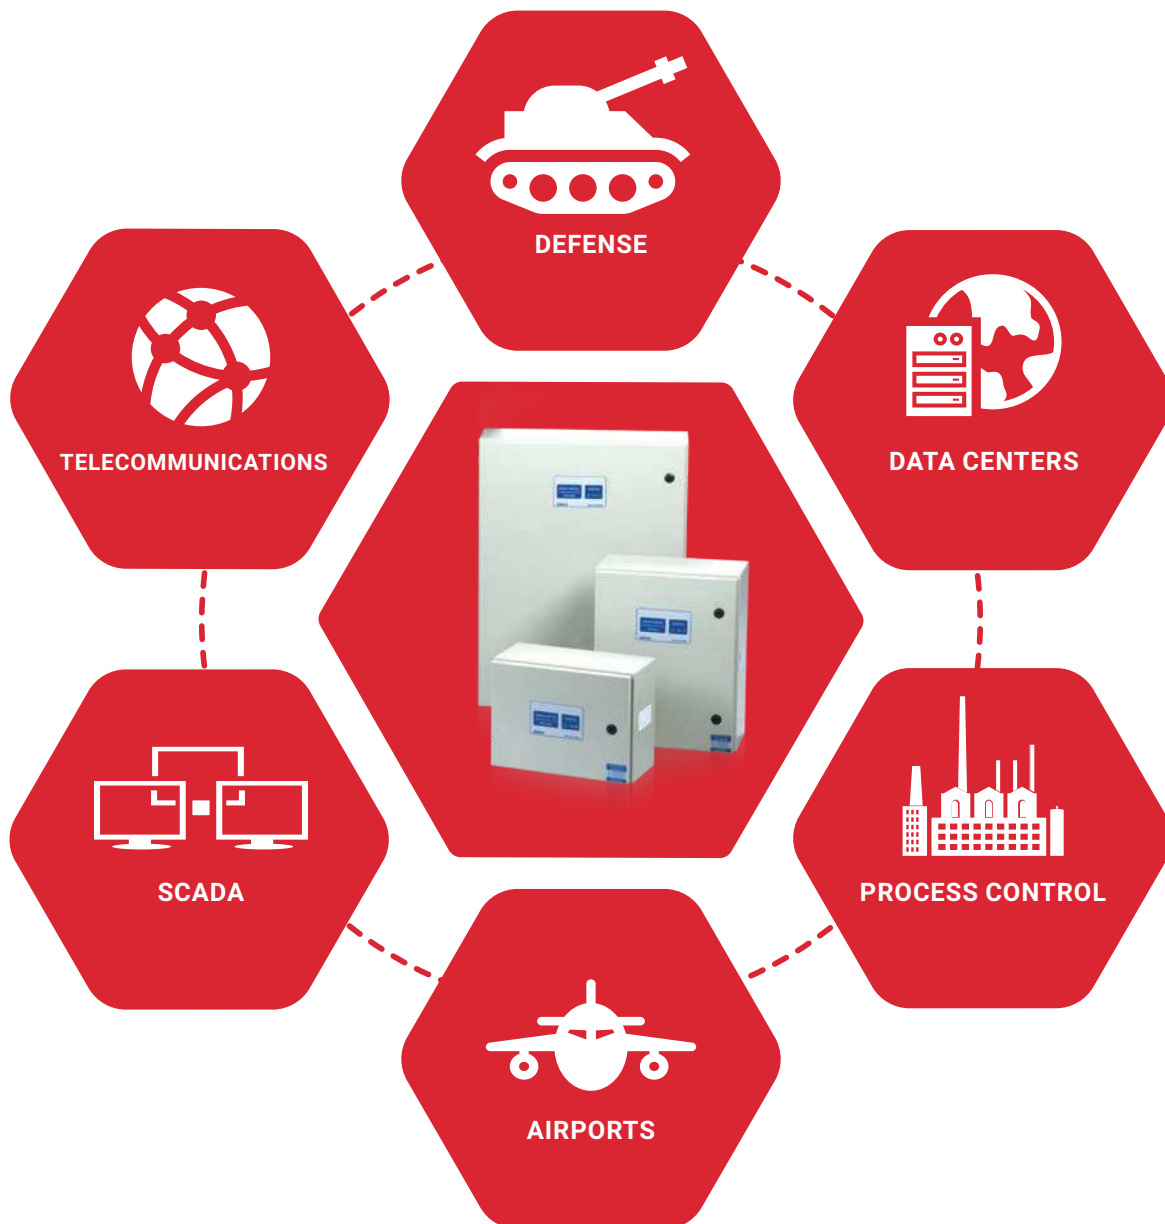 DEFENSE
TELECOMMUNICATIONS
DATA CENTERS
SCADA
PROCESS CONTROL
AIRPORTS